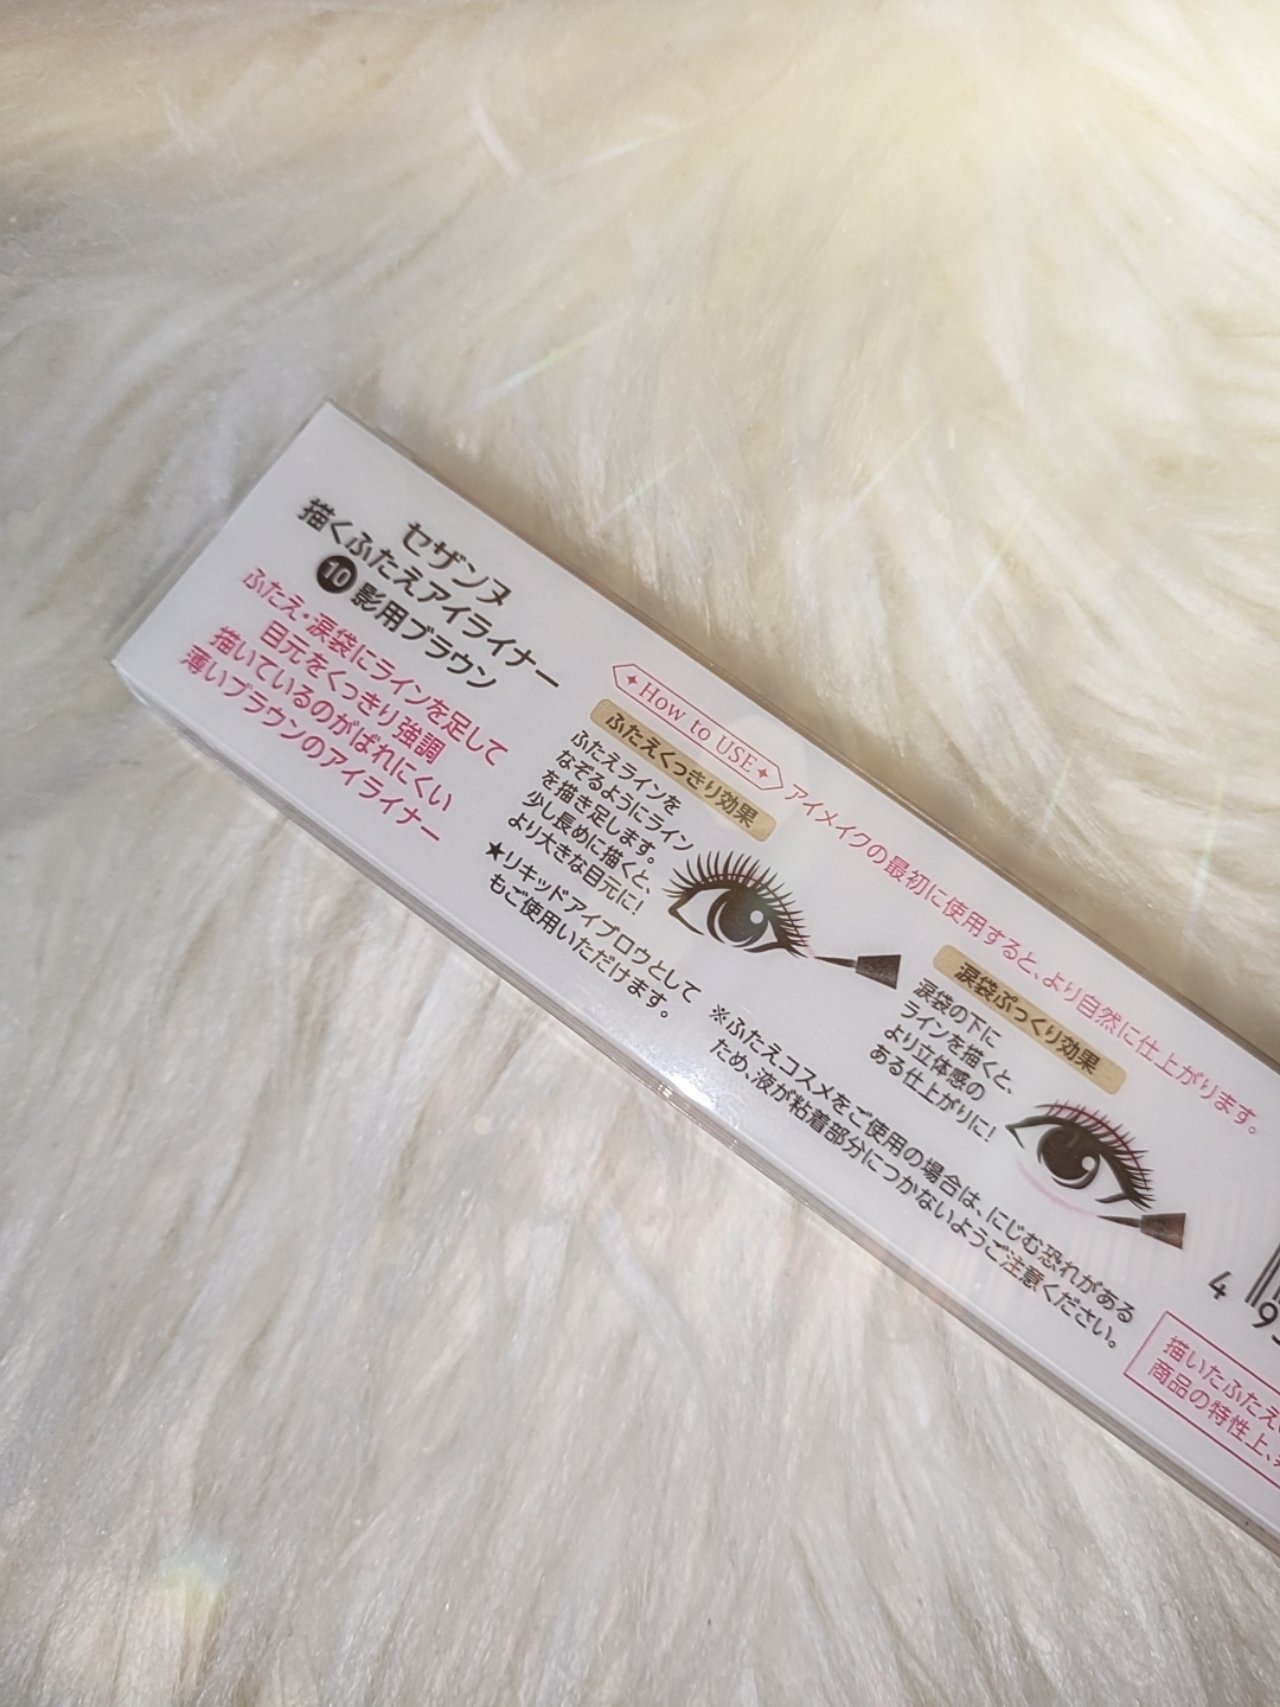 セザンヌ
描くふたえアイライナー
10 影用ブラウン
ふたえ・涙袋にラインを足して
目元をくっきり強調
描いているのがばれにくい
薄いブラウンのアイライナー
How to USE
アイメイクの最初に使用すると、より自然に仕上がります。
ふたえくっきり効果
ふたえラインを
なぞるようにライン
を描き足します。
少し長めに描くと、
より大きな目元に!
★リキッドアイブロウとして
もご使用いただけます。
涙袋ぷっくり効果
涙袋の下に
ラインを描くと、
より立体感の
ある仕上がりに!
※ふたえコスメをご使用の場合は、にじむ恐れがある
ため、液が粘着部分につかないようご注意ください。
4
描いたふたえ
商品の特性上、